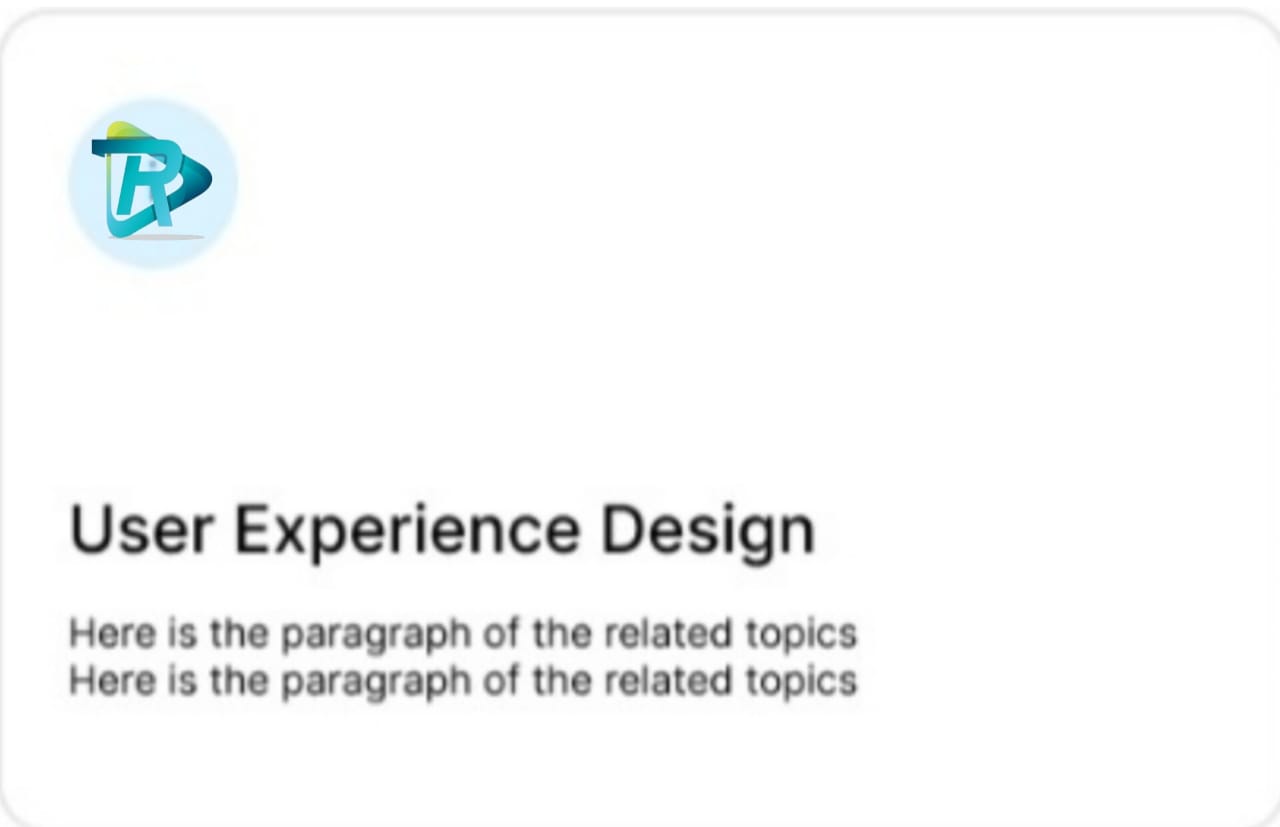 R
User Experience Design
Here is the paragraph of the related topics
Here is the paragraph of the related topics